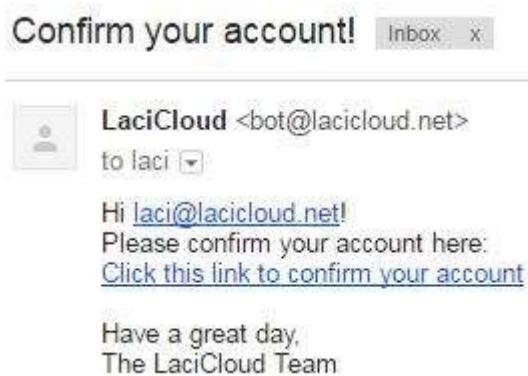 Confirm your account! Inbox x
LaciCloud <bot@lacicloud.net>
to laci
Hi laci@lacicloud.net!
Please confirm your account here:
Click this link to confirm your account
Have a great day,
The LaciCloud Team